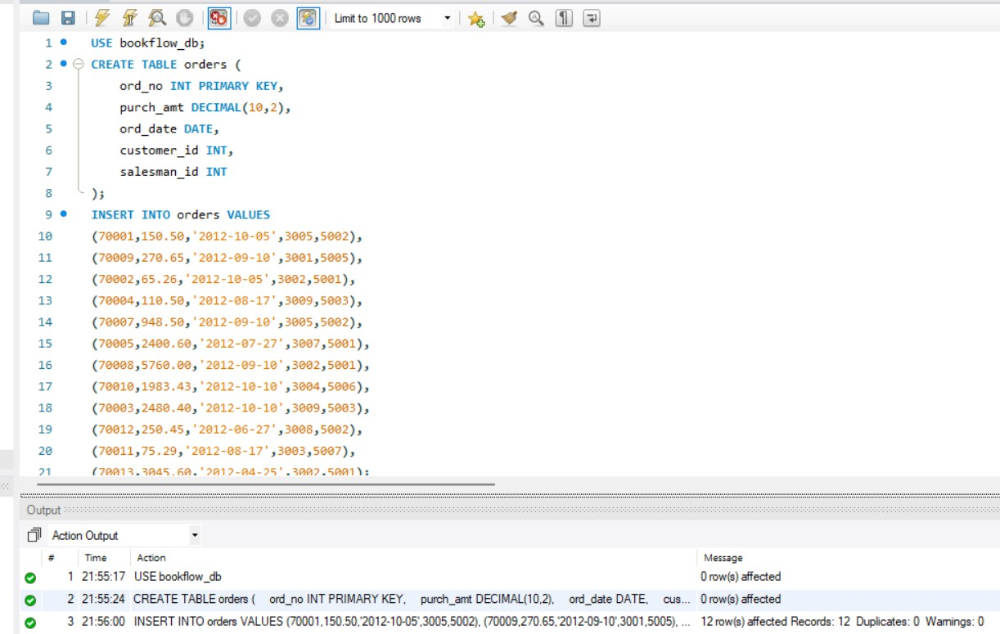 Limit to 1000 rows
1 USE bookflow_db;
2 CREATE TABLE orders (
3 ord_no INT PRIMARY KEY,
4 purch_amt DECIMAL(10,2),
5 ord_date DATE,
6 customer_id INT,
7 salesman_id INT
8 );
9 INSERT INTO orders VALUES
10 (70001,150.50,'2012-10-05',3005,5002),
11 (70009,270.65,'2012-09-10',3001,5005),
12 (70002,65.26,'2012-10-05',3002,5001),
13 (70004,110.50,'2012-08-17',3009,5003),
14 (70007,948.50,'2012-09-10',3005,5002),
15 (70005,2400.60,'2012-07-27',3007,5001),
16 (70008,5760.00,'2012-09-10',3002,5001),
17 (70010,1983.43,'2012-10-10',3004,5006),
18 (70003,2480.40,'2012-10-10',3009,5003),
19 (70012,250.45,'2012-06-27',3008,5002),
20 (70011,75.29,'2012-08-17',3003,5007),
21 (70013,3045.60,'2012-04-25',3002,5001);
Output
Action Output
# Time Action Message
1 21:55:17 USE bookflow_db 0 row(s) affected
2 21:55:24 CREATE TABLE orders ( ord_no INT PRIMARY KEY, purch_amt DECIMAL(10,2), ord_date DATE, cus... 0 row(s) affected
3 21:56:00 INSERT INTO orders VALUES (70001,150.50,'2012-10-05',3005,5002), (70009,270.65,'2012-09-10',3001,5005), ... 12 row(s) affected Records: 12 Duplicates: 0 Warnings: 0